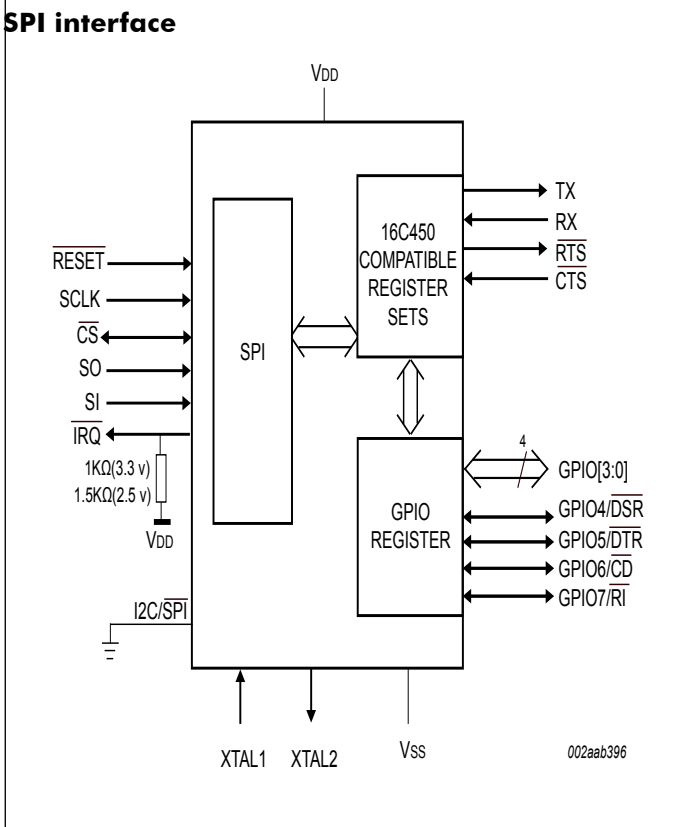 SPI interface
VDD
16C450
COMPATIBLE
REGISTER
SETS
TX
RX
RTS
CTS
RESET
SCLK
CS
SO
SI
IRQ
1KΩ(3.3 v)
1.5KΩ(2.5 v)
VDD
I2C/SPI
SPI
GPIO
REGISTER
4
GPIO[3:0]
GPIO4/DSR
GPIO5/DTR
GPIO6/CD
GPIO7/RI
XTAL1
XTAL2
VSS
002aab396